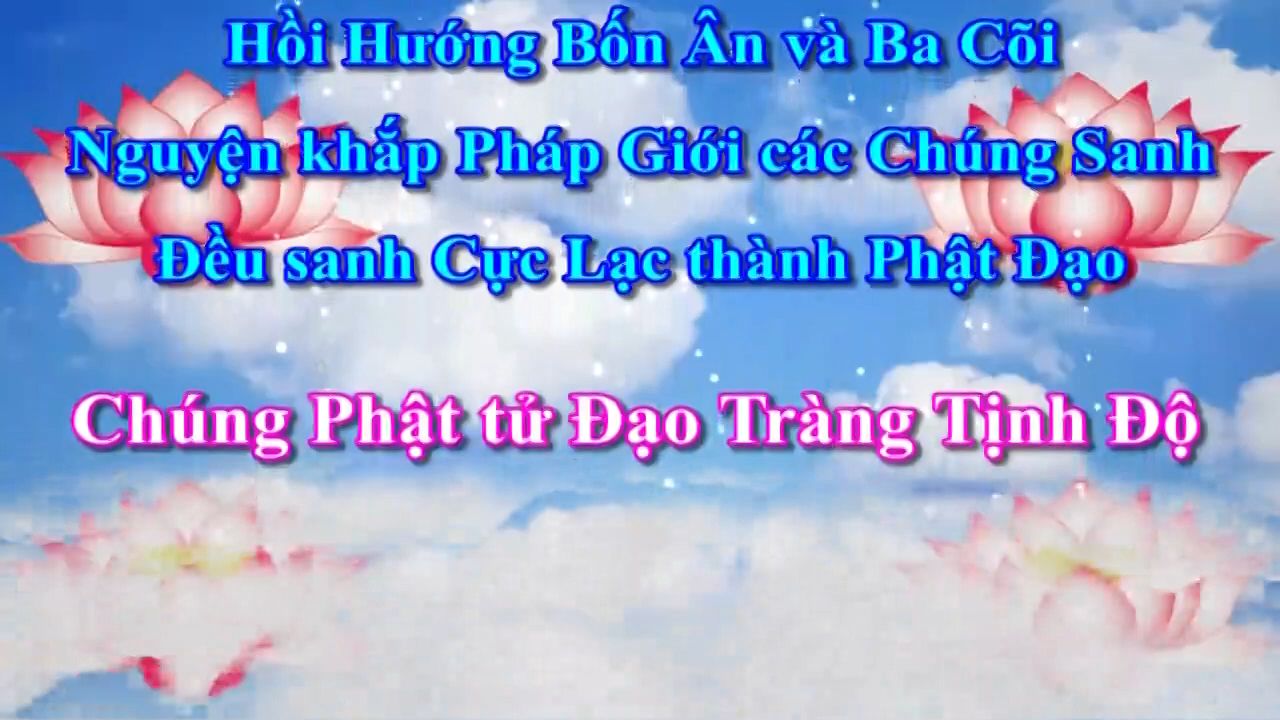 Hồi Hướng Bốn Ân và Ba Cõi
Nguyện khắp Pháp Giới các Chúng Sanh
Đều sanh Cực Lạc thành Phật Đạo
Chúng Phật tử Đạo Tràng Tịnh Độ